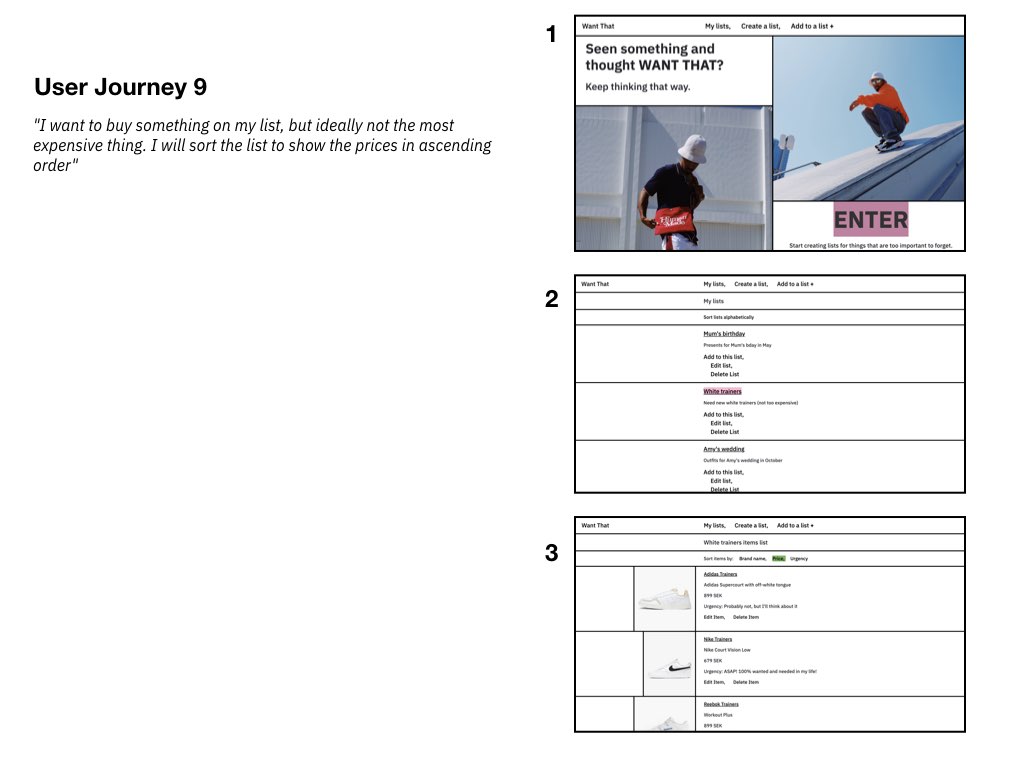 User Journey 9
"I want to buy something on my list, but ideally not the most
expensive thing. I will sort the list to show the prices in ascending
order"
1
Want That My lists, Create a list, Add to a list +
Seen something and
thought WANT THAT?
Keep thinking that way.
Human
Made
ENTER
Start creating lists for things that are too important to forget.
2
Want That My lists, Create a list, Add to a list +
My lists
Sort lists alphabetically
Mum's birthday
Presents for Mum's bday in May
Add to this list,
Edit list,
Delete List
White trainers
Need new white trainers (not too expensive)
Add to this list,
Edit list,
Delete List
Amy's wedding
Outfits for Amy's wedding in October
Add to this list,
Edit list,
Delete List
3
Want That My lists, Create a list, Add to a list +
White trainers items list
Sort items by: Brand name, Price, Urgency
Adidas Trainers
Adidas Supercourt with off-white tongue
899 SEK
Urgency: Probably not, but I'll think about it
Edit Item, Delete Item
Nike Trainers
Nike Court Vision Low
679 SEK
Urgency: ASAP! 100% wanted and needed in my life!
Edit Item, Delete Item
Reebok Trainers
Workout Plus
899 SEK